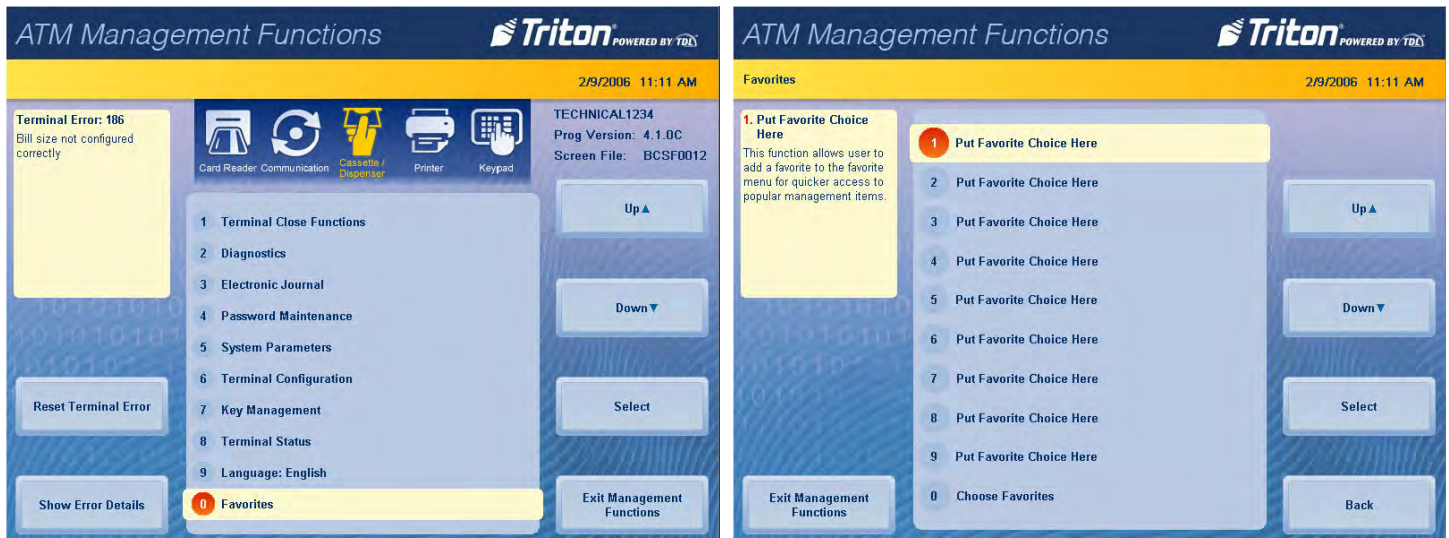 ATM Management Functions
Triton POWERED BY TDL
2/9/2006 11:11 AM
Terminal Error: 186
Bill size not configured
correctly
Card Reader
Communication
Cassette /
Dispenser
Printer
Keypad
TECHNICAL1234
Prog Version: 4.1.0C
Screen File: BCSF0012
1 Terminal Close Functions
2 Diagnostics
3 Electronic Journal
4 Password Maintenance
5 System Parameters
6 Terminal Configuration
7 Key Management
8 Terminal Status
9 Language: English
0 Favorites
Reset Terminal Error
Show Error Details
Up▲
Down▼
Select
Exit Management
Functions
ATM Management Functions
Triton POWERED BY TDL
Favorites
2/9/2006 11:11 AM
1. Put Favorite Choice
Here
This function allows user to
add a favorite to the favorite
menu for quicker access to
popular management items.
1 Put Favorite Choice Here
2 Put Favorite Choice Here
3 Put Favorite Choice Here
4 Put Favorite Choice Here
5 Put Favorite Choice Here
6 Put Favorite Choice Here
7 Put Favorite Choice Here
8 Put Favorite Choice Here
9 Put Favorite Choice Here
0 Choose Favorites
Exit Management
Functions
Up▲
Down▼
Select
Back